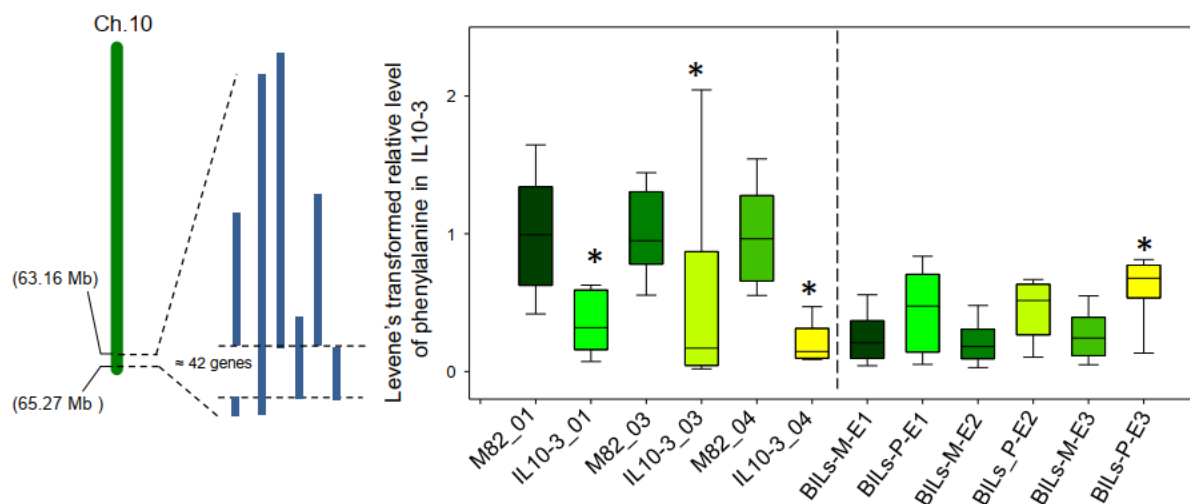 Ch.10
(63.16 Mb)
≈ 42 genes
(65.27 Mb )
Levene's transformed relative level
of phenylalanine in IL10-3
2
1
0
*
*
*
*
M82_01
IL10-3_01
M82_03
IL10-3_03
M82_04
IL10-3_04
BILs-M-E1
BILs-P-E1
BILs-M-E2
BILs_P-E2
BILs-M-E3
BILs-P-E3